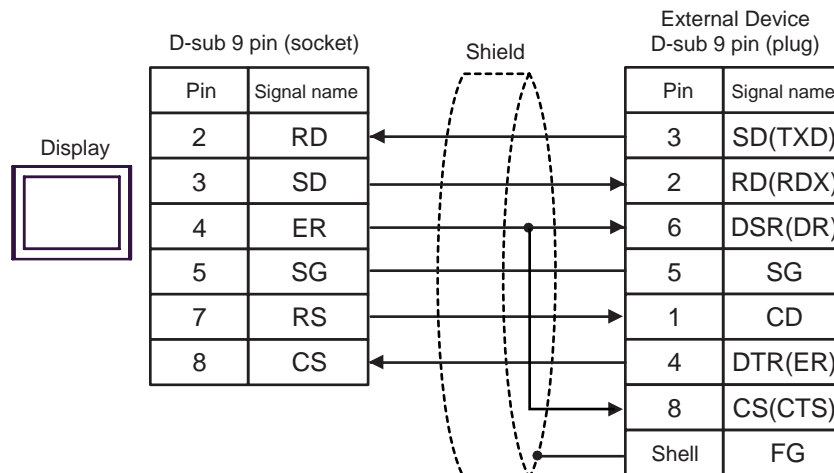 External Device
D-sub 9 pin (socket)
D-sub 9 pin (plug)
Shield
Pin Signal name
Pin Signal name
Display
2 RD
3 SD(TXD)
3 SD
2 RD(RDX)
4 ER
6 DSR(DR)
5 SG
5 SG
7 RS
1 CD
8 CS
4 DTR(ER)
8 CS(CTS)
Shell FG